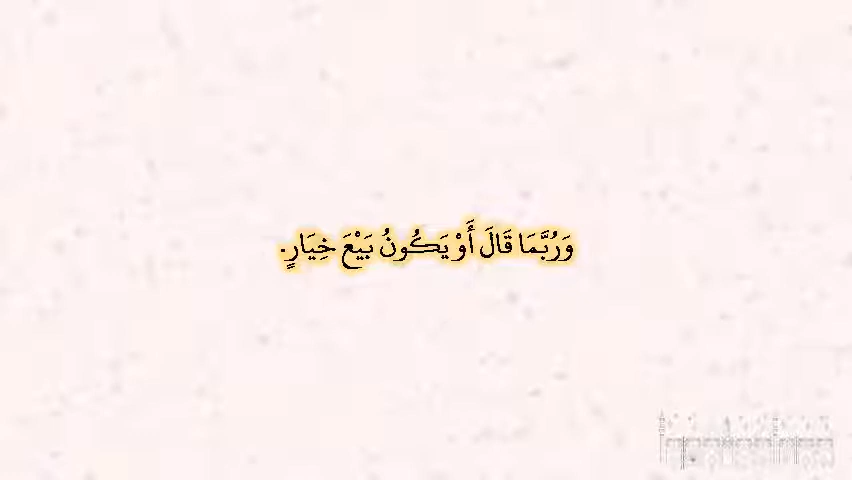 وَرُبَّمَا قَالَ أَوْ يَكُونُ بَيْعَ خِيَارٍ.